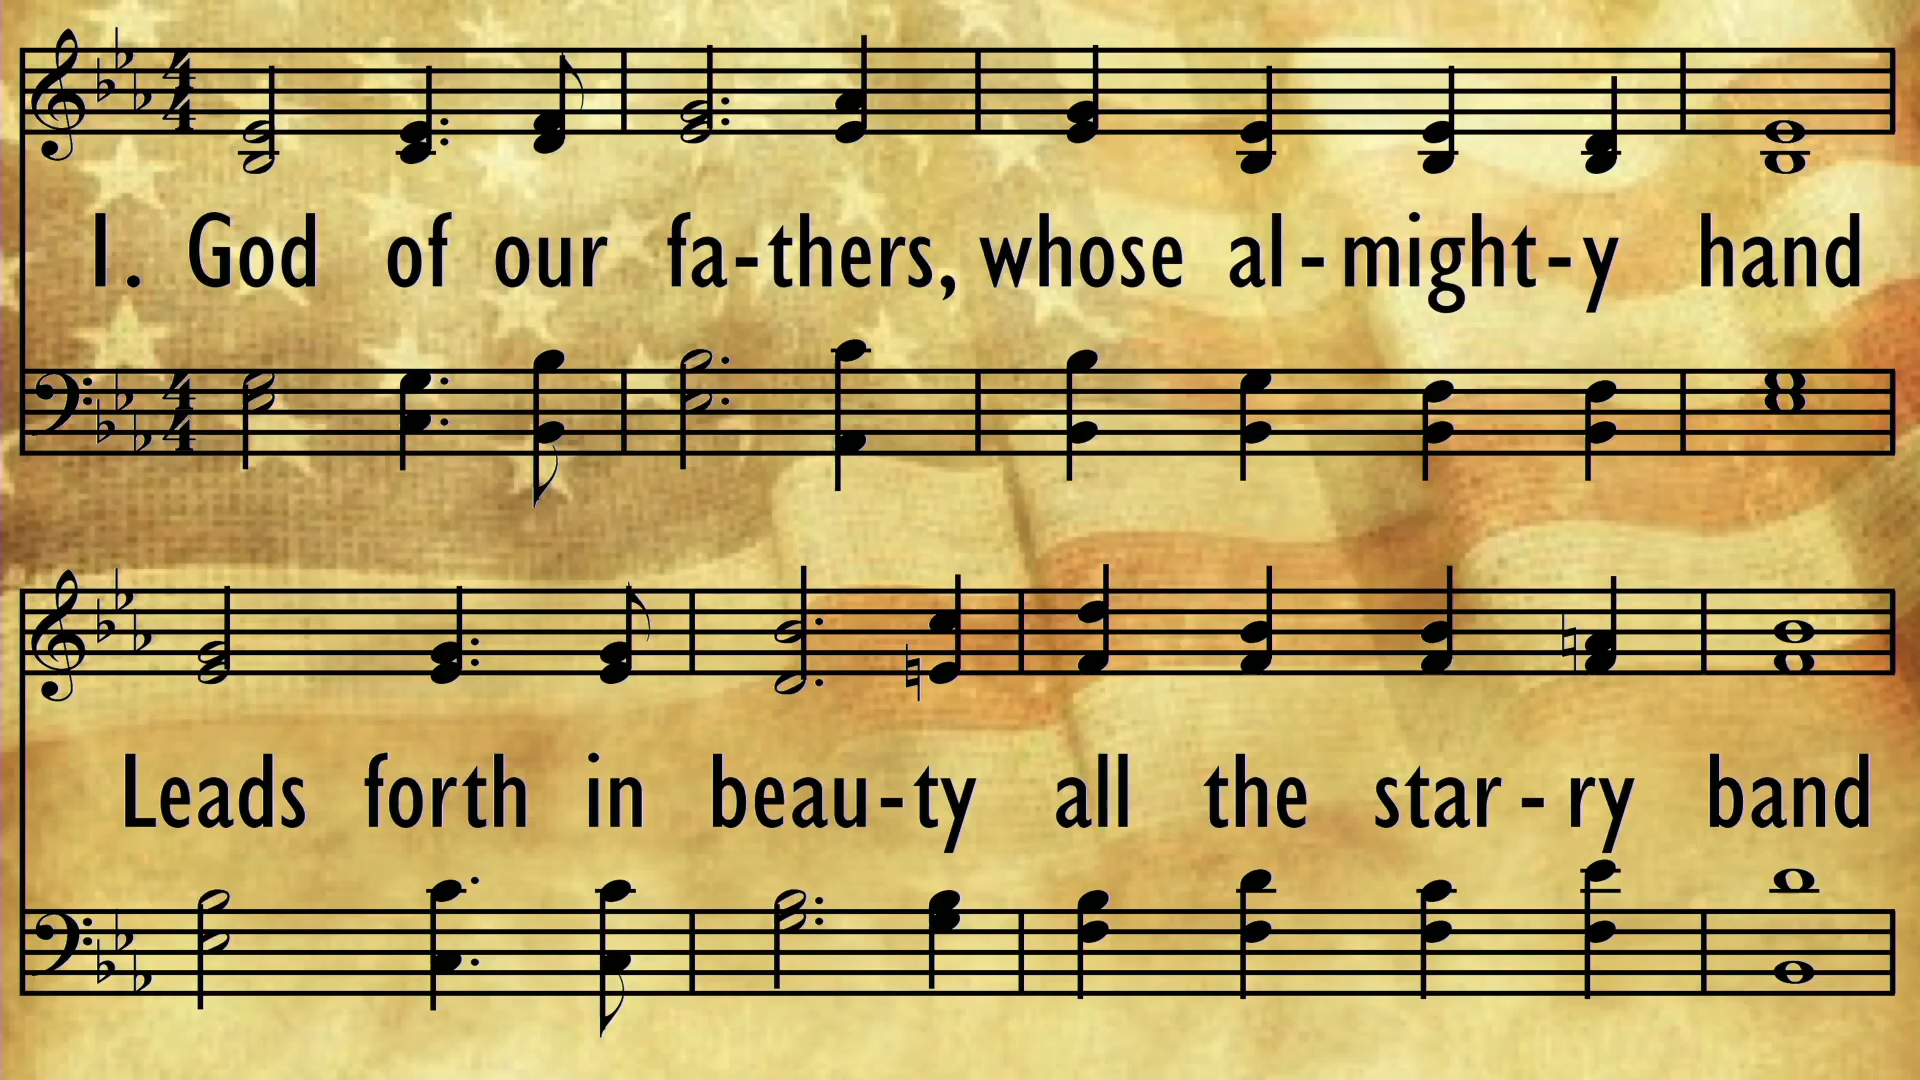 1. God of our fa-thers, whose al-might-y hand
Leads forth in beau-ty all the star-ry band